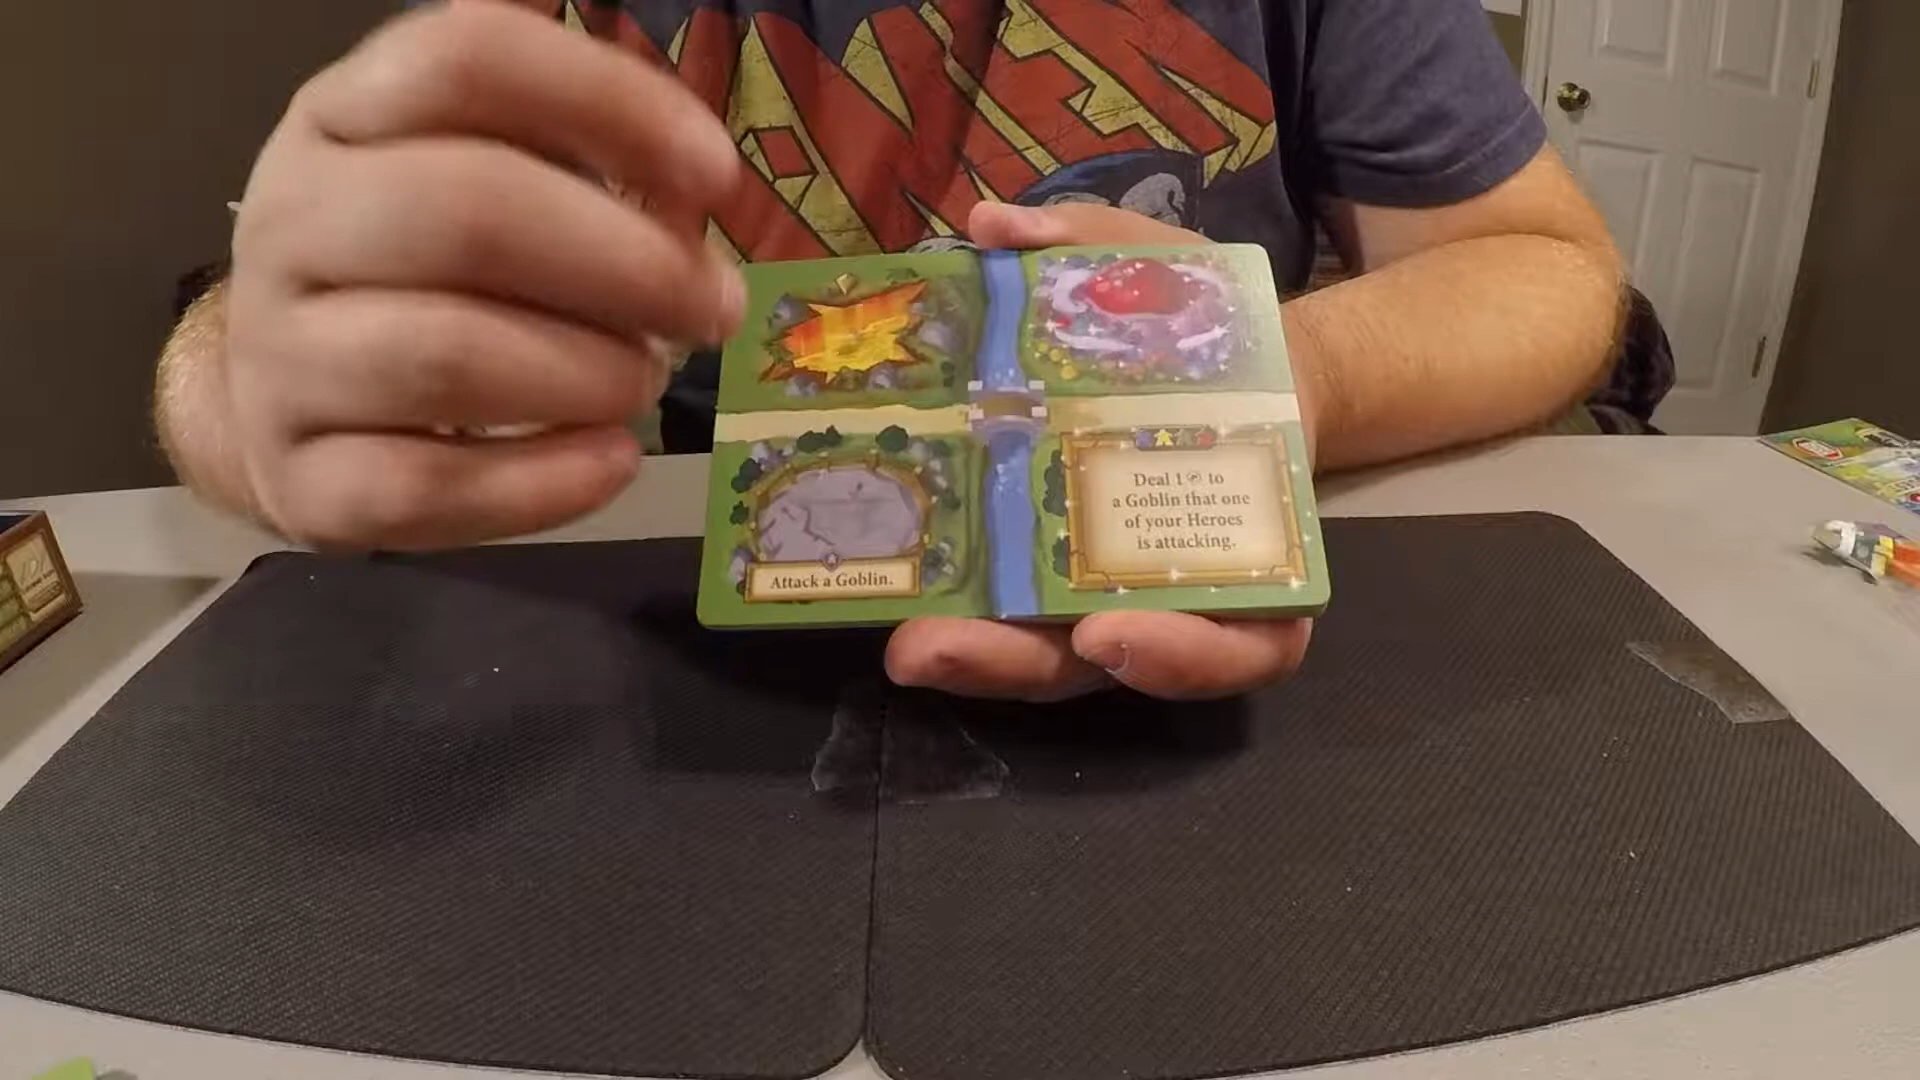 Attack a Goblin.
Deal 1 to
a Goblin that one
of your Heroes
is attacking.